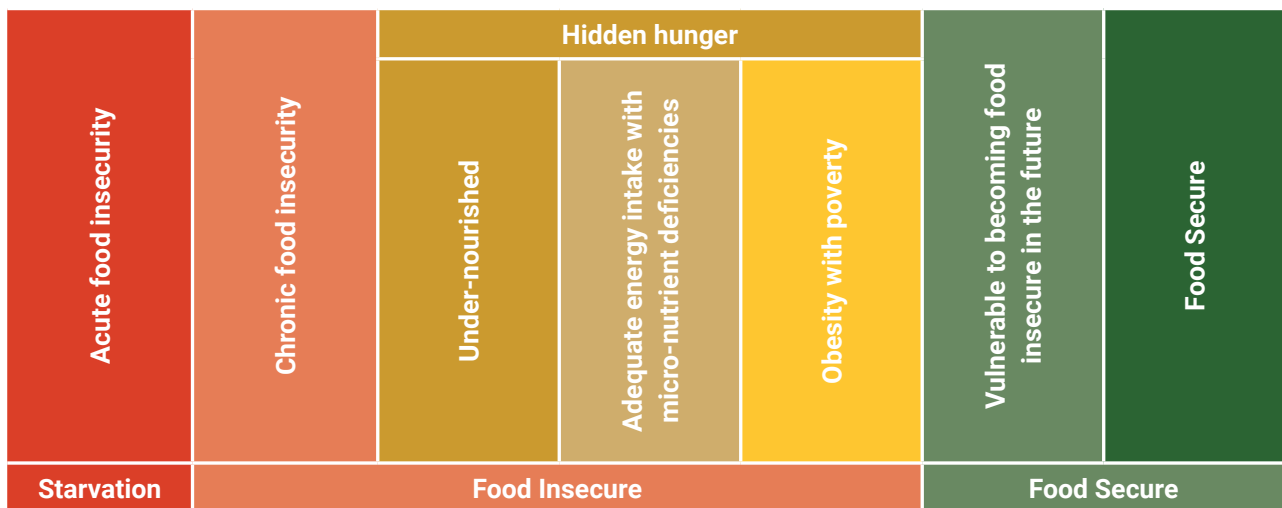 Hidden hunger
Acute food insecurity
Chronic food insecurity
Under-nourished
Adequate energy intake with
micro-nutrient deficiencies
Obesity with poverty
Vulnerable to becoming food
insecure in the future
Food Secure
Starvation
Food Insecure
Food Secure